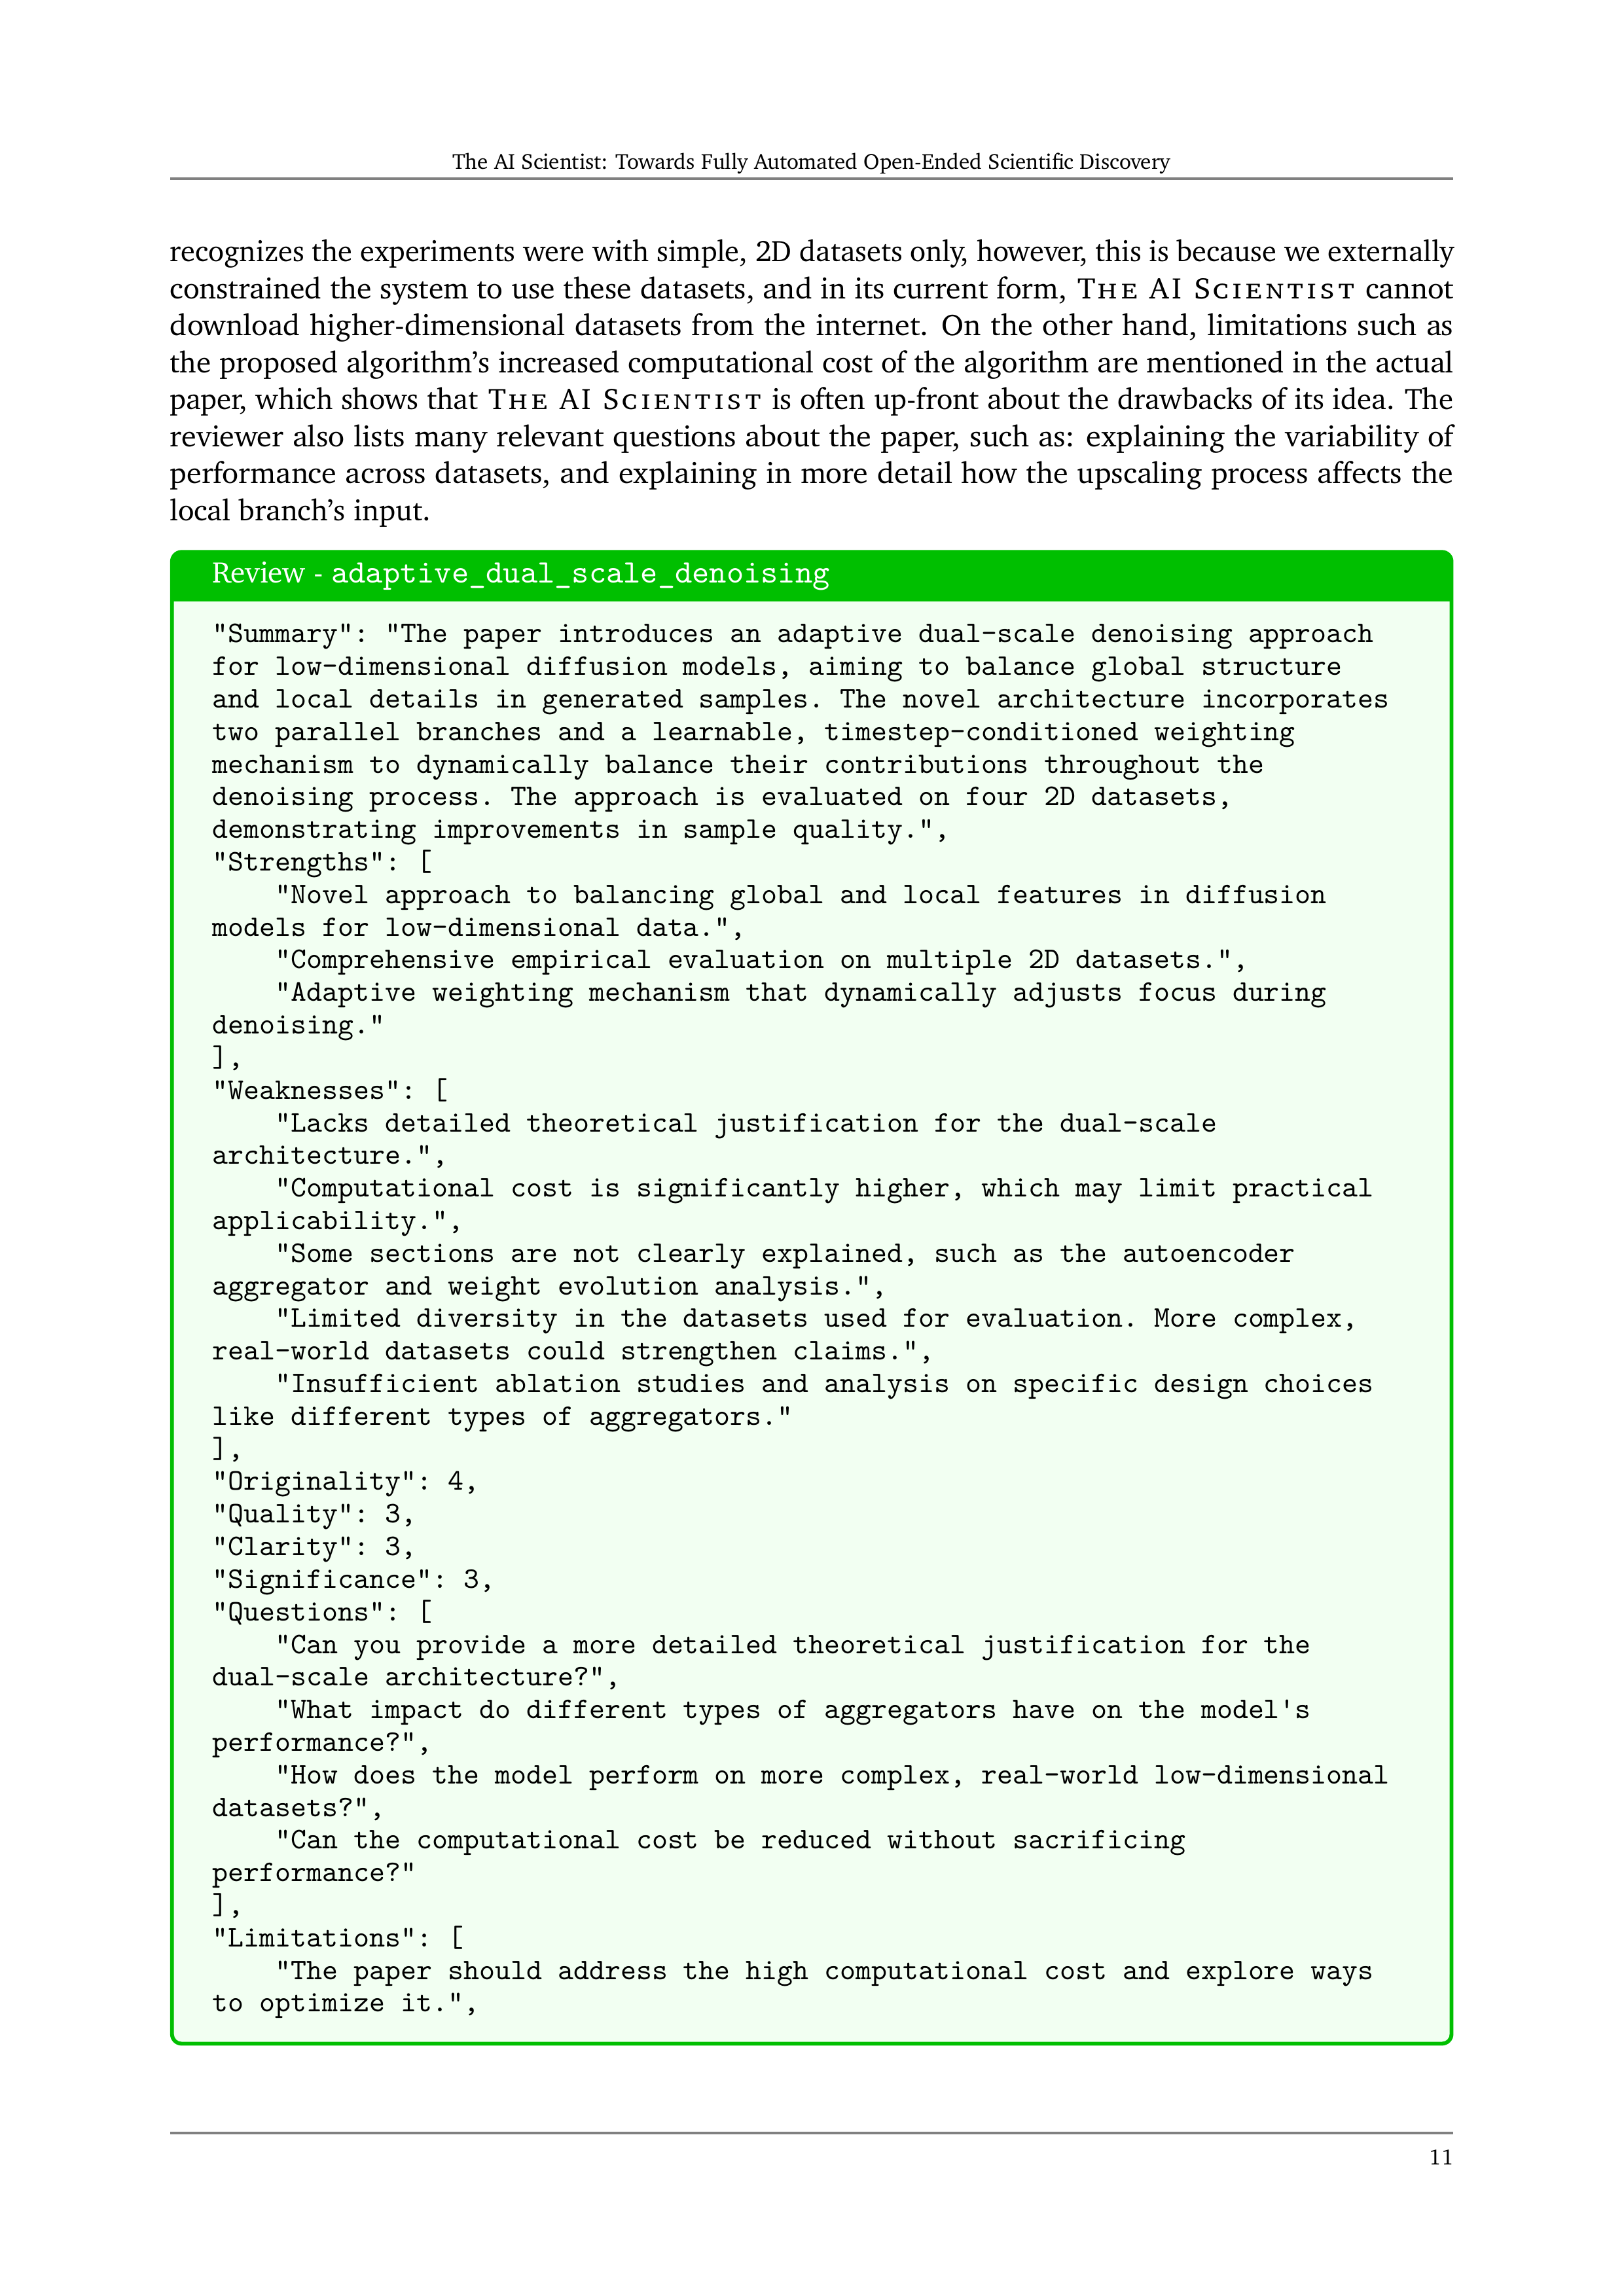 The AI Scientist: Towards Fully Automated Open-Ended Scientific Discovery
recognizes the experiments were with simple, 2D datasets only, however, this is because we externally
constrained the system to use these datasets, and in its current form, THE AI SCIENTIST cannot
download higher-dimensional datasets from the internet. On the other hand, limitations such as
the proposed algorithm’s increased computational cost of the algorithm are mentioned in the actual
paper, which shows that THE AI SCIENTIST is often up-front about the drawbacks of its idea. The
reviewer also lists many relevant questions about the paper, such as: explaining the variability of
performance across datasets, and explaining in more detail how the upscaling process affects the
local branch’s input.
Review - adaptive_dual_scale_denoising
"Summary": "The paper introduces an adaptive dual-scale denoising approach
for low-dimensional diffusion models, aiming to balance global structure
and local details in generated samples. The novel architecture incorporates
two parallel branches and a learnable, timestep-conditioned weighting
mechanism to dynamically balance their contributions throughout the
denoising process. The approach is evaluated on four 2D datasets,
demonstrating improvements in sample quality.",
"Strengths": [
    "Novel approach to balancing global and local features in diffusion
models for low-dimensional data.",
    "Comprehensive empirical evaluation on multiple 2D datasets.",
    "Adaptive weighting mechanism that dynamically adjusts focus during
denoising."
],
"Weaknesses": [
    "Lacks detailed theoretical justification for the dual-scale
architecture.",
    "Computational cost is significantly higher, which may limit practical
applicability.",
    "Some sections are not clearly explained, such as the autoencoder
aggregator and weight evolution analysis.",
    "Limited diversity in the datasets used for evaluation. More complex,
real-world datasets could strengthen claims.",
    "Insufficient ablation studies and analysis on specific design choices
like different types of aggregators."
],
"Originality": 4,
"Quality": 3,
"Clarity": 3,
"Significance": 3,
"Questions": [
    "Can you provide a more detailed theoretical justification for the
dual-scale architecture?",
    "What impact do different types of aggregators have on the model's
performance?",
    "How does the model perform on more complex, real-world low-dimensional
datasets?",
    "Can the computational cost be reduced without sacrificing
performance?"
],
"Limitations": [
    "The paper should address the high computational cost and explore ways
to optimize it.",
11